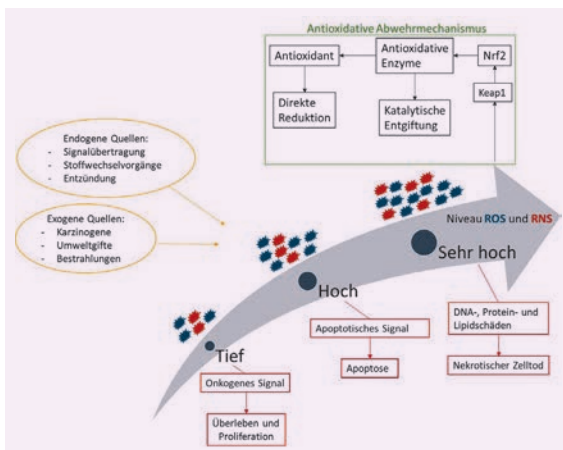 Antioxidative Abwehrmechanismus
Antioxidant
Antioxidative
Enzyme
Nrf2
Keap1
Direkte
Reduktion
Katalytische
Entgiftung
Endogene Quellen:
- Signalübertragung
- Stoffwechselvorgänge
- Entzündung
Exogene Quellen:
- Karzinogene
- Umweltgifte
- Bestrahlungen
Niveau ROS und RNS
Sehr hoch
Hoch
Tief
DNA-, Protein- und
Lipidschäden
Nekrotischer Zelltod
Apoptotisches Signal
Apoptose
Onkogenes Signal
Überleben und
Proliferation